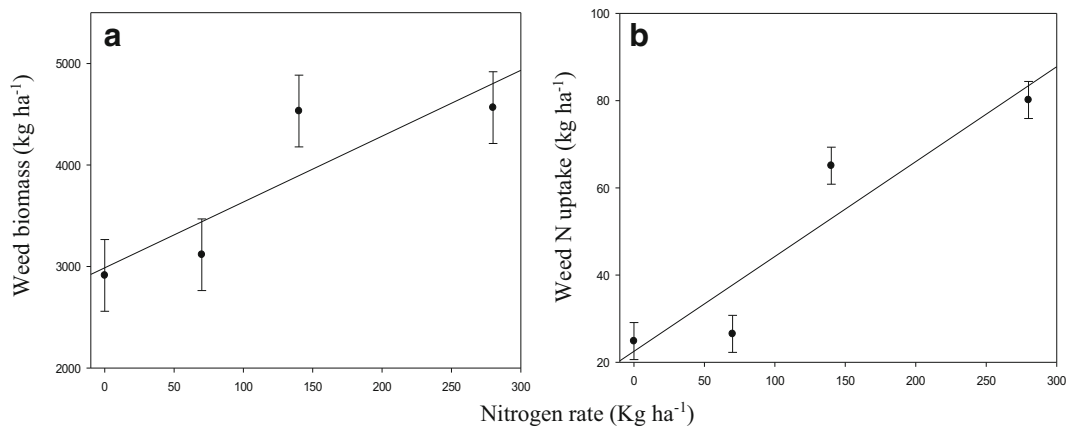 a
Weed biomass (kg ha⁻¹)
5000
4000
3000
2000
0 50 100 150 200 250 300
b
Weed N uptake (kg ha⁻¹)
100
80
60
40
20
0 50 100 150 200 250 300
Nitrogen rate (Kg ha⁻¹)